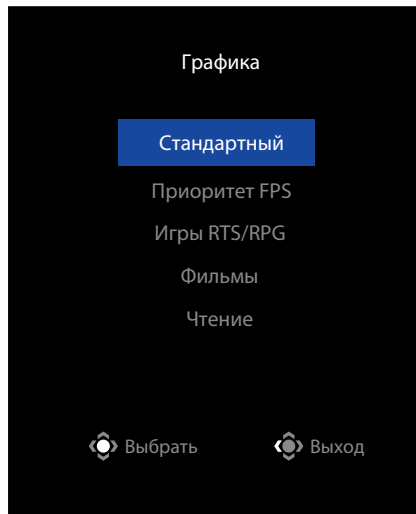 Графика
Стандартный
Приоритет FPS
Игры RTS/RPG
Фильмы
Чтение
Выбрать Выход